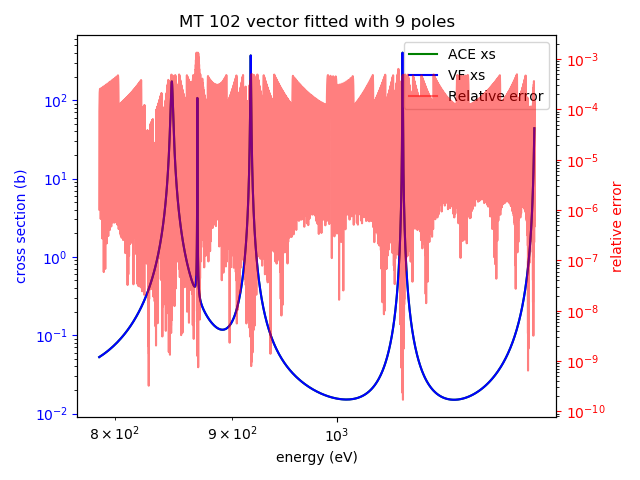 MT 102 vector fitted with 9 poles
ACE xs
VF xs
Relative error
cross section (b)
10²
10¹
10⁰
10⁻¹
10⁻²
10⁻³
10⁻⁴
10⁻⁵
10⁻⁶
10⁻⁷
10⁻⁸
10⁻⁹
10⁻¹⁰
relative error
8 × 10² 9 × 10² 10³
energy (eV)